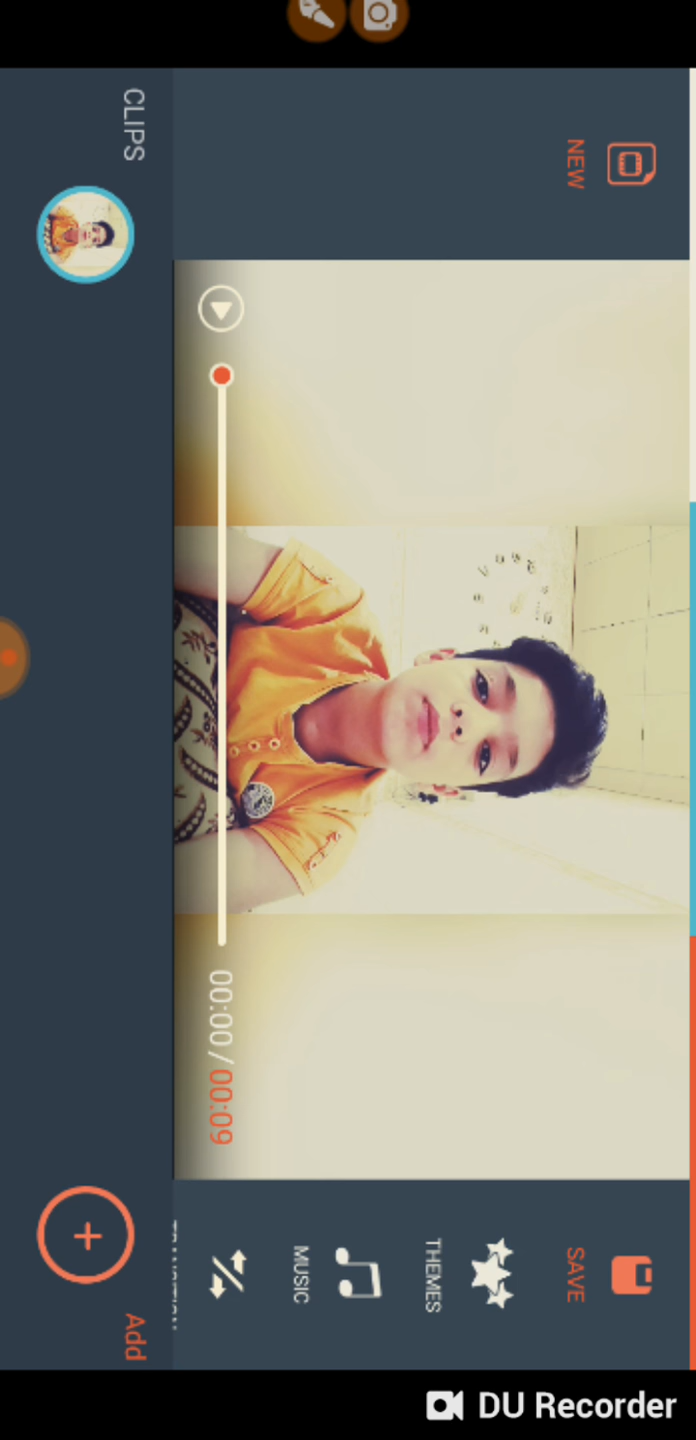 NEW
CLIPS
00:00 / 00:09
SAVE
THEMES
MUSIC
Add
DU Recorder